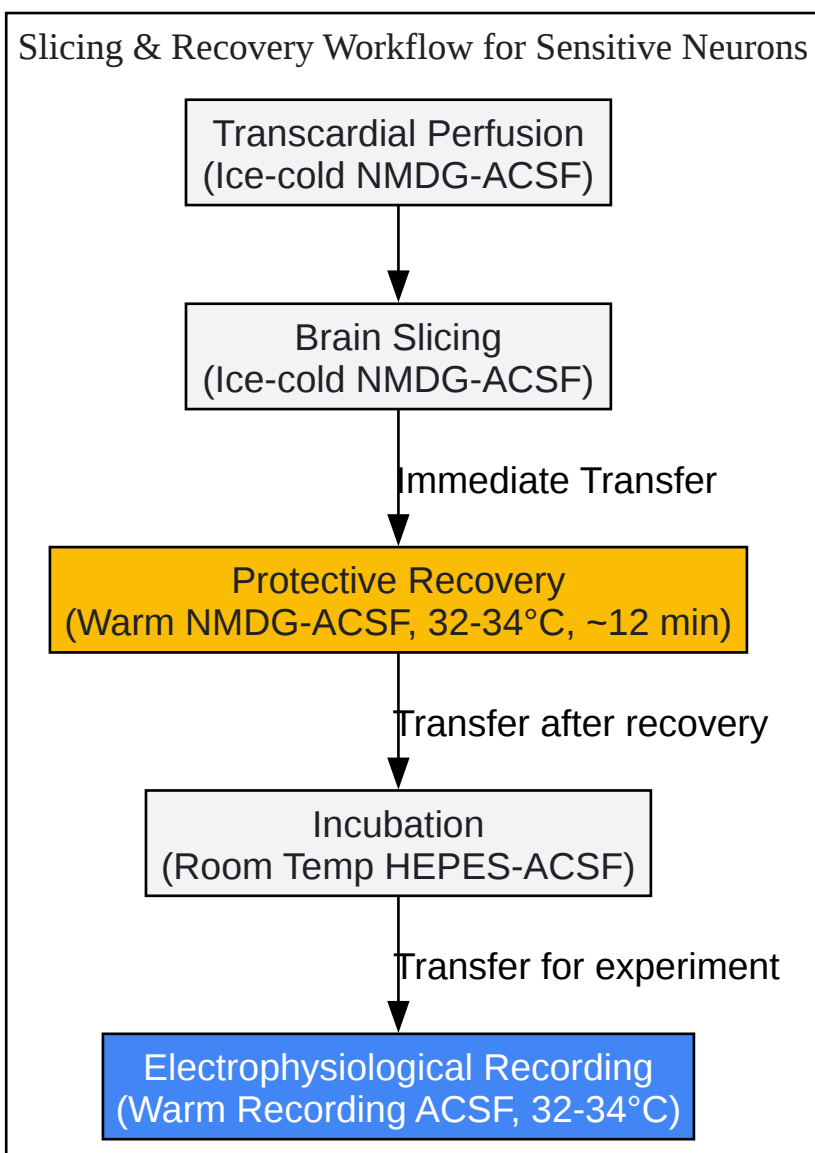 Slicing & Recovery Workflow for Sensitive Neurons
Transcardial Perfusion
(Ice-cold NMDG-ACSF)
Brain Slicing
(Ice-cold NMDG-ACSF)
Immediate Transfer
Protective Recovery
(Warm NMDG-ACSF, 32-34°C, ~12 min)
Transfer after recovery
Incubation
(Room Temp HEPES-ACSF)
Transfer for experiment
Electrophysiological Recording
(Warm Recording ACSF, 32-34°C)